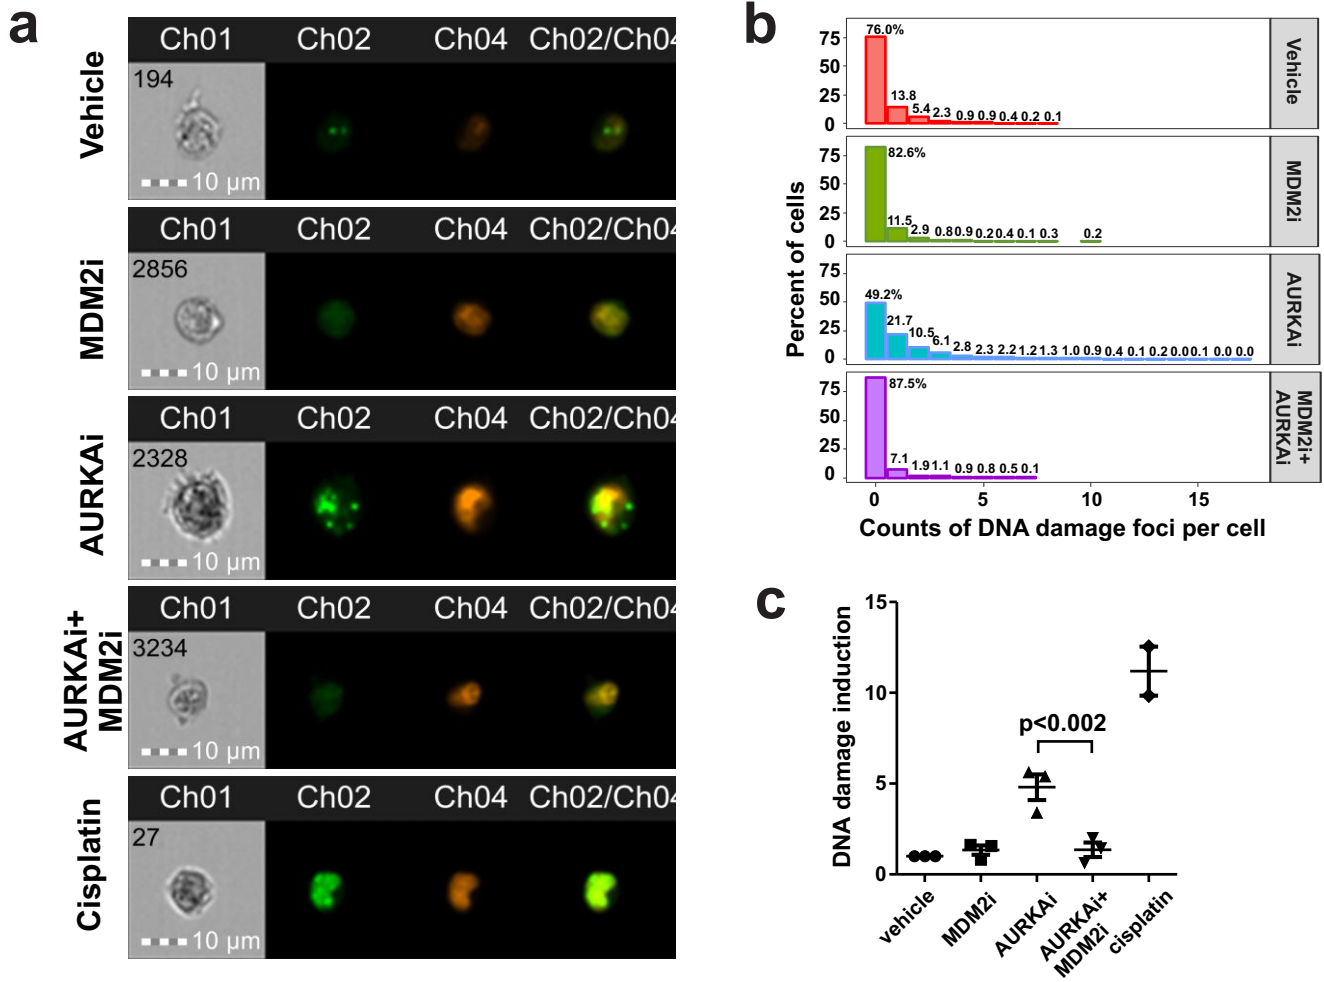 a
Vehicle
Ch01 Ch02 Ch04 Ch02/Ch04
194
10 µm
MDM2i
Ch01 Ch02 Ch04 Ch02/Ch04
2856
10 µm
AURKAi
Ch01 Ch02 Ch04 Ch02/Ch04
2328
10 µm
AURKAi+
MDM2i
Ch01 Ch02 Ch04 Ch02/Ch04
3234
10 µm
Cisplatin
Ch01 Ch02 Ch04 Ch02/Ch04
27
10 µm
b
Percent of cells
75
50
25
0
76.0%
13.8 5.4 2.3 0.9 0.9 0.4 0.2 0.1
Vehicle
75
50
25
0
82.6%
11.5 2.9 0.8 0.9 0.2 0.4 0.1 0.3 0.2
MDM2i
75
50
25
0
49.2%
21.7 10.5 6.1 2.8 2.3 2.2 1.2 1.3 1.0 0.9 0.4 0.1 0.2 0.0 0.1 0.0 0.0
AURKAi
75
50
25
0
87.5%
7.1 1.9 1.1 0.9 0.8 0.5 0.1
MDM2i+
AURKAi
0 5 10 15
Counts of DNA damage foci per cell
c
DNA damage induction
15
10
5
0
p<0.002
vehicle
MDM2i
AURKAi
AURKAi+
MDM2i
cisplatin